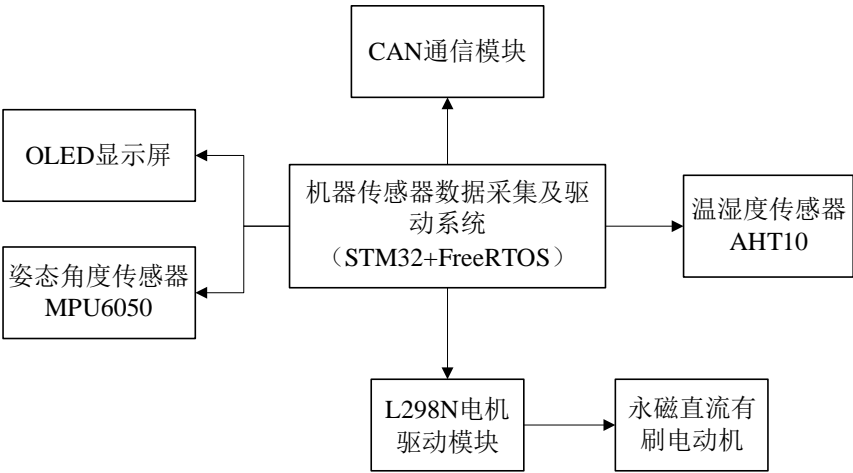 CAN通信模块
OLED显示屏
机器传感器数据采集及驱
动系统
（STM32+FreeRTOS）
温湿度传感器
AHT10
姿态角度传感器
MPU6050
L298N电机
驱动模块
永磁直流有
刷电动机